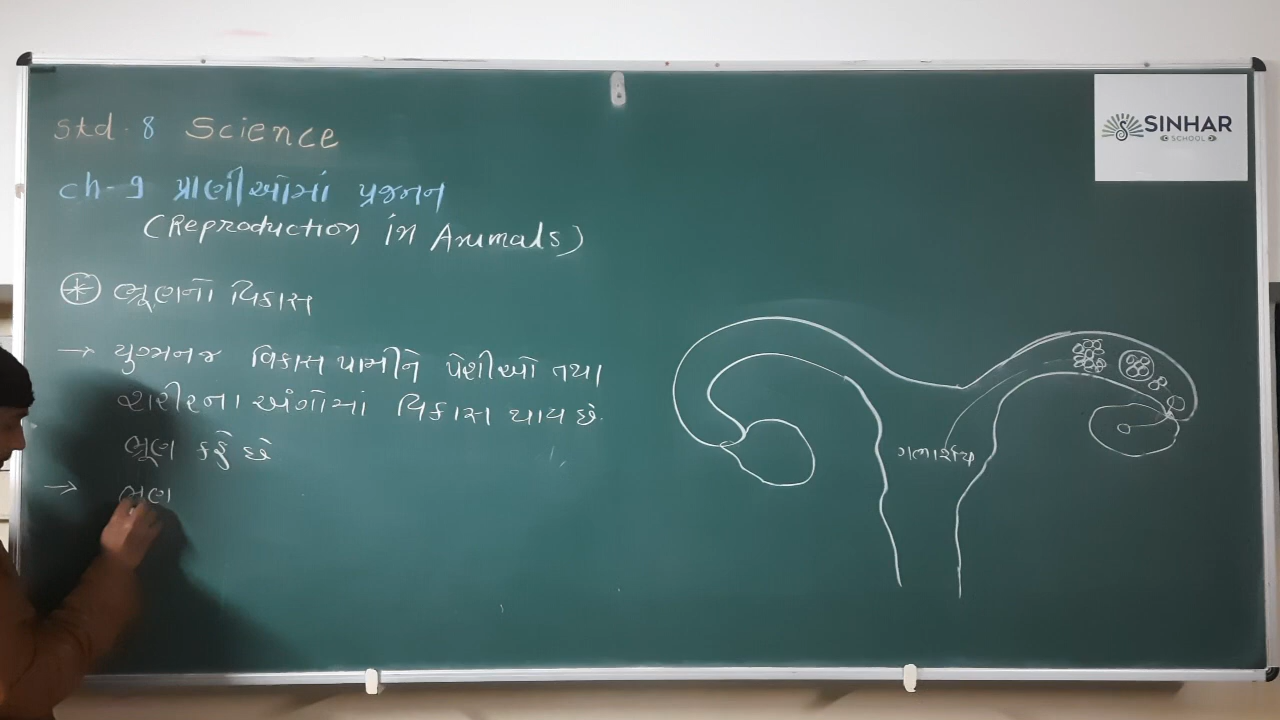 Std. 8 Science
ch-9 પ્રાણીઓમાં પ્રજનન
(Reproduction in Animals)
ભ્રૂણનો વિકાસ
→ યુગ્મનજ વિકાસ પામીને પેશીઓ તથા
શરીરના અંગોમાં વિકાસ થાય છે.
ભ્રૂણ કહે છે
→ ભ્રૂણ
ગર્ભાશય
SINHAR
SCHOOL